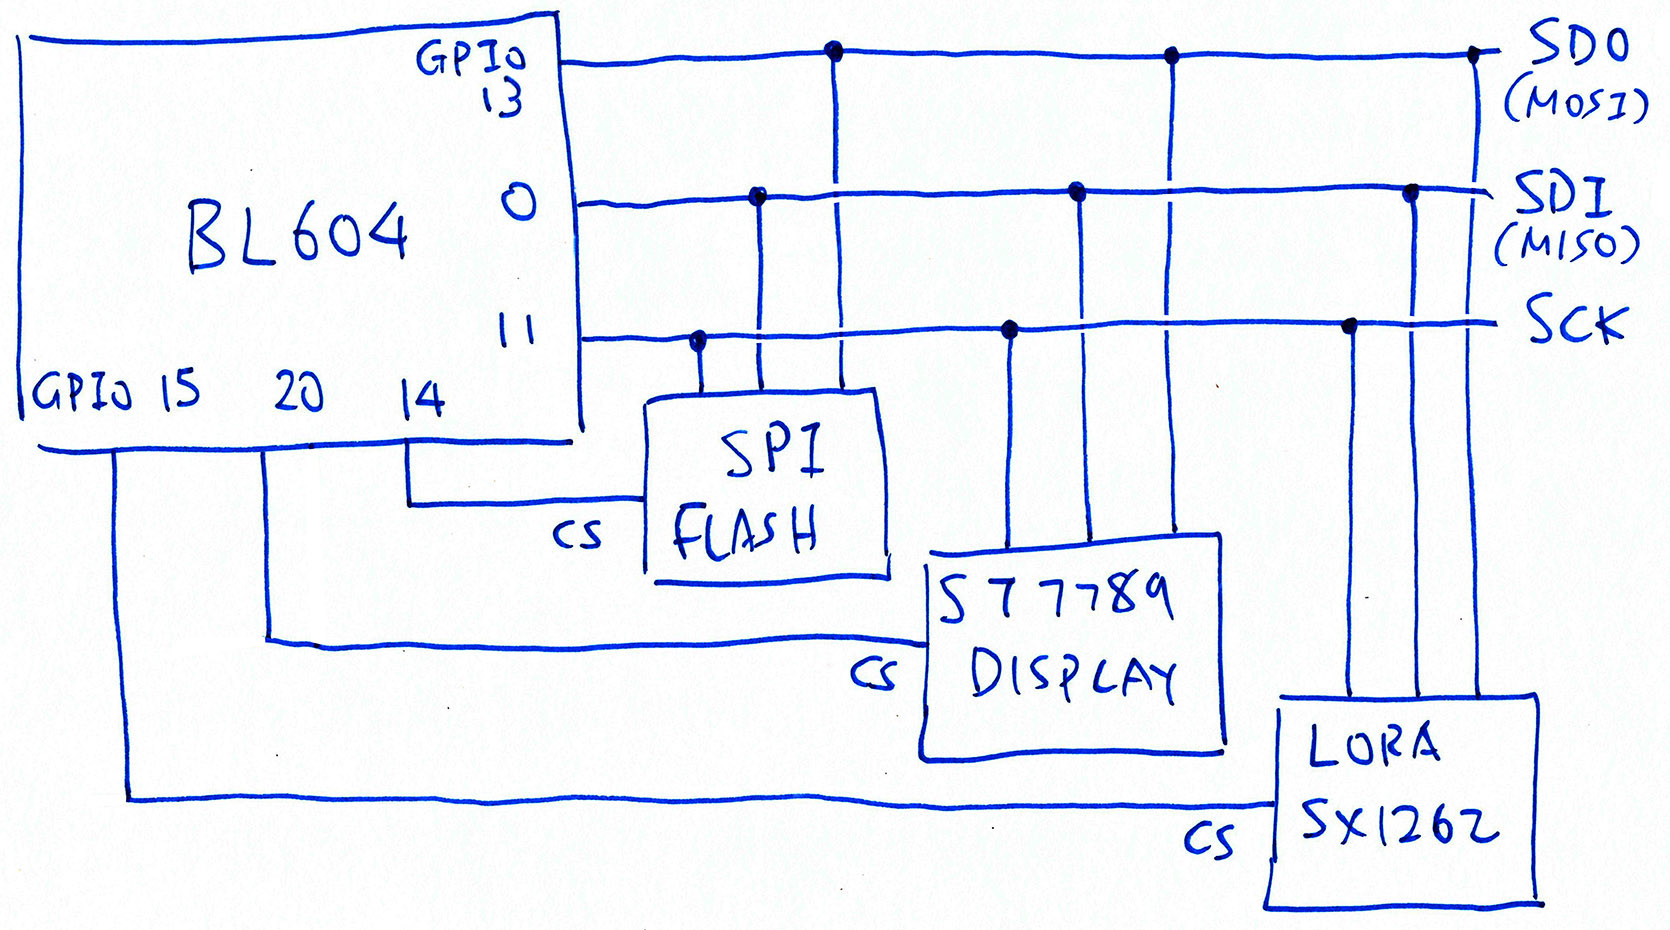 GPIO
13
SDO
(MOSI)
0
SDI
(MISO)
BL604
11
SCK
GPIO 15 20 14
SPI
FLASH
CS
ST7789
DISPLAY
CS
LORA
SX1262
CS